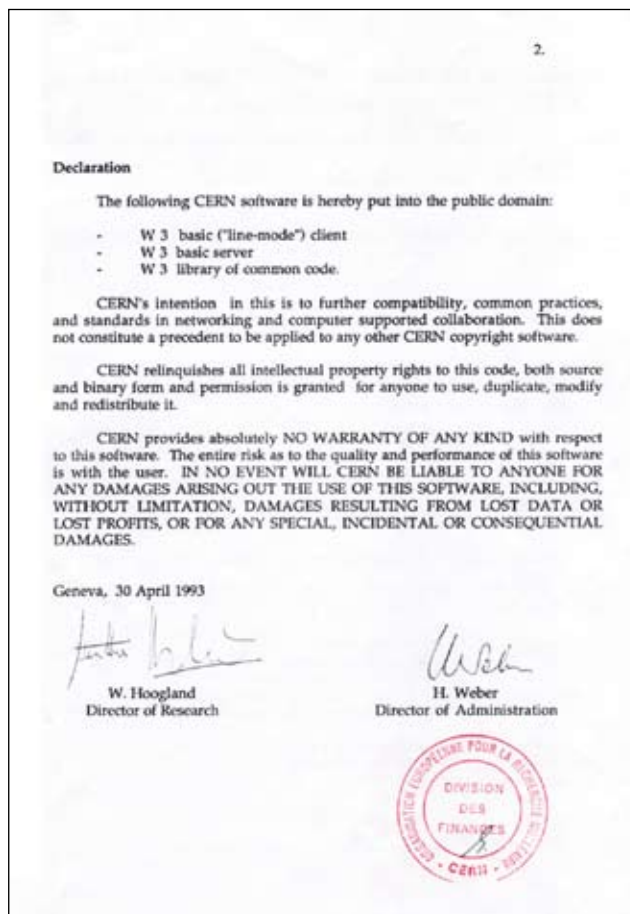 2.
Declaration
The following CERN software is hereby put into the public domain:
- W 3 basic ("line-mode") client
- W 3 basic server
- W 3 library of common code.
CERN's intention in this is to further compatibility, common practices,
and standards in networking and computer supported collaboration. This does
not constitute a precedent to be applied to any other CERN copyright software.
CERN relinquishes all intellectual property rights to this code, both source
and binary form and permission is granted for anyone to use, duplicate, modify
and redistribute it.
CERN provides absolutely NO WARRANTY OF ANY KIND with respect
to this software. The entire risk as to the quality and performance of this software
is with the user. IN NO EVENT WILL CERN BE LIABLE TO ANYONE FOR
ANY DAMAGES ARISING OUT THE USE OF THIS SOFTWARE, INCLUDING,
WITHOUT LIMITATION, DAMAGES RESULTING FROM LOST DATA OR
LOST PROFITS, OR FOR ANY SPECIAL, INCIDENTAL OR CONSEQUENTIAL
DAMAGES.
Geneva, 30 April 1993
W. Hoogland
Director of Research
H. Weber
Director of Administration
ORGANISATION EUROPÉENNE POUR LA RECHERCHE NUCLÉAIRE
DIVISION
DES
FINANCES
- CERN -